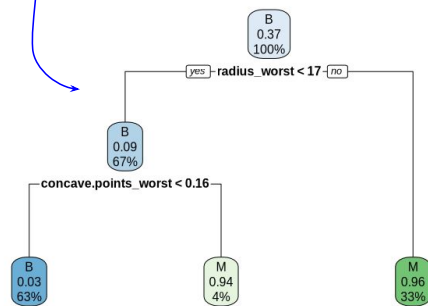 B
0.37
100%
yes radius_worst < 17 no
B
0.09
67%
concave.points_worst < 0.16
B
0.03
63%
M
0.94
4%
M
0.96
33%